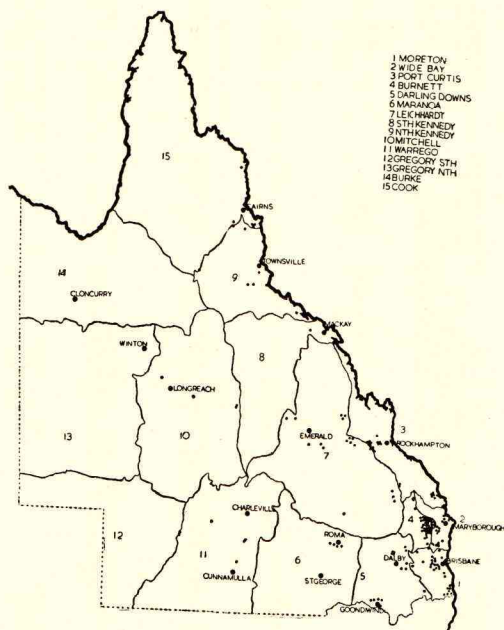 1 MORETON
2 WIDE BAY
3 PORT CURTIS
4 BURNETT
5 DARLING DOWNS
6 MARANOA
7 LEICHHARDT
8 STH KENNEDY
9 NTH KENNEDY
10 MITCHELL
11 WARREGO
12 GREGORY STH
13 GREGORY NTH
14 BURKE
15 COOK
15
CAIRNS
14
9
TOWNSVILLE
CLONCURRY
MACKAY
WINTON
8
LONGREACH
3
EMERALD
ROCKHAMPTON
13
10
7
CHARLEVILLE
4
2
12
MARYBOROUGH
11
ROMA
6
DALBY
BRISBANE
CUNNAMULLA
ST GEORGE
5
1
GOONDIWINDI